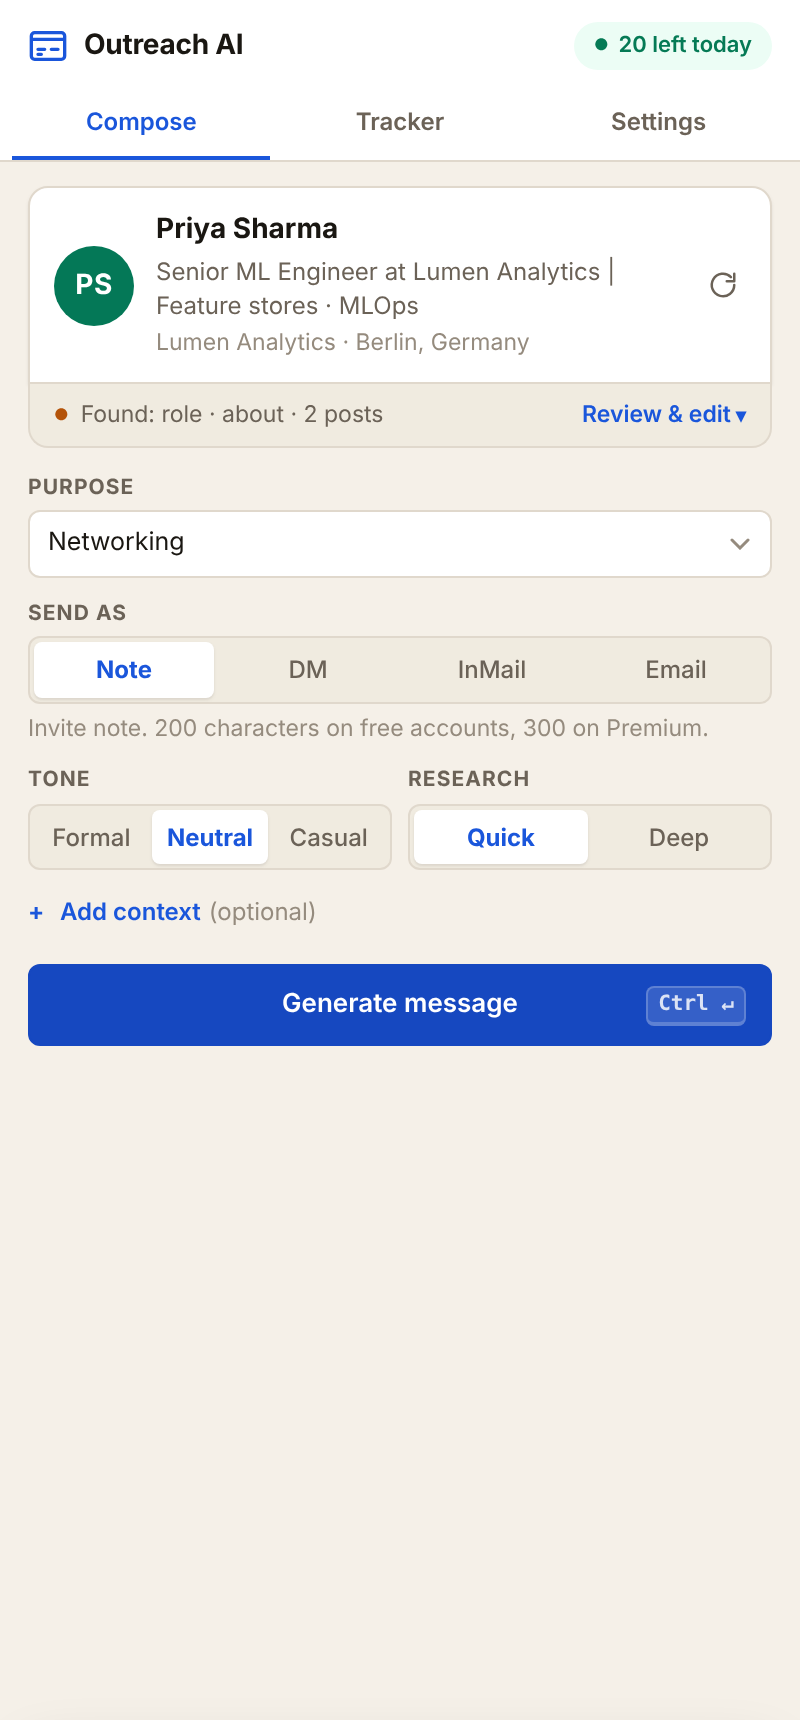 Outreach AI
20 left today
Compose
Tracker
Settings
PS
Priya Sharma
Senior ML Engineer at Lumen Analytics |
Feature stores · MLOps
Lumen Analytics · Berlin, Germany
Found: role · about · 2 posts
Review & edit ▾
PURPOSE
Networking
SEND AS
Note
DM
InMail
Email
Invite note. 200 characters on free accounts, 300 on Premium.
TONE
RESEARCH
Formal
Neutral
Casual
Quick
Deep
+ Add context (optional)
Generate message
Ctrl ↵